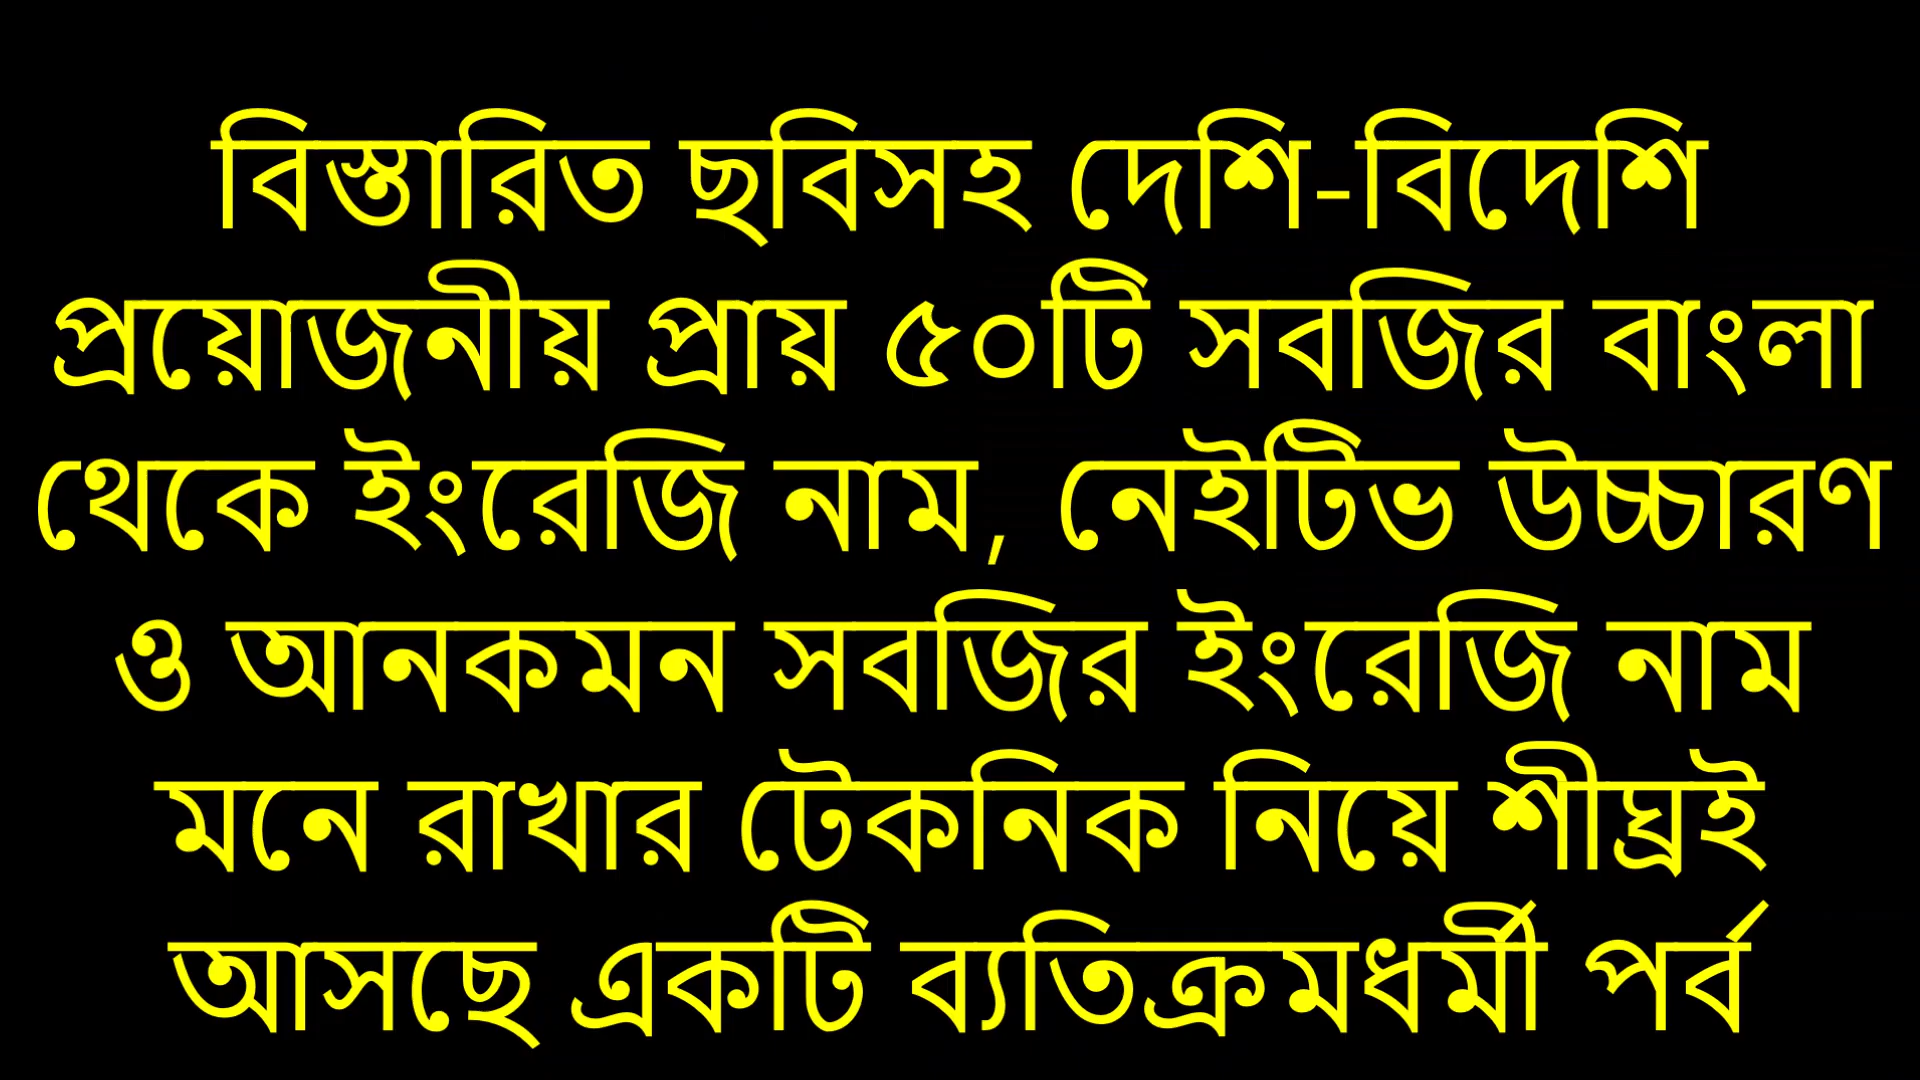 বিস্তারিত ছবিসহ দেশি-বিদেশি
প্রয়োজনীয় প্রায় ৫০টি সবজির বাংলা
থেকে ইংরেজি নাম, নেইটিভ উচ্চারণ
ও আনকমন সবজির ইংরেজি নাম
মনে রাখার টেকনিক নিয়ে শীঘ্রই
আসছে একটি ব্যতিক্রমধর্মী পর্ব